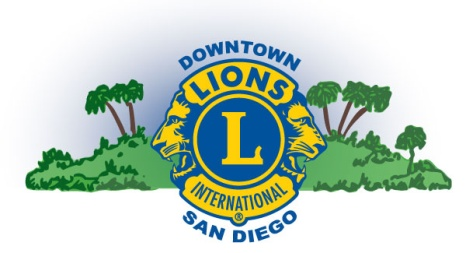 DOWNTOWN
LIONS
L
INTERNATIONAL
®
SAN DIEGO